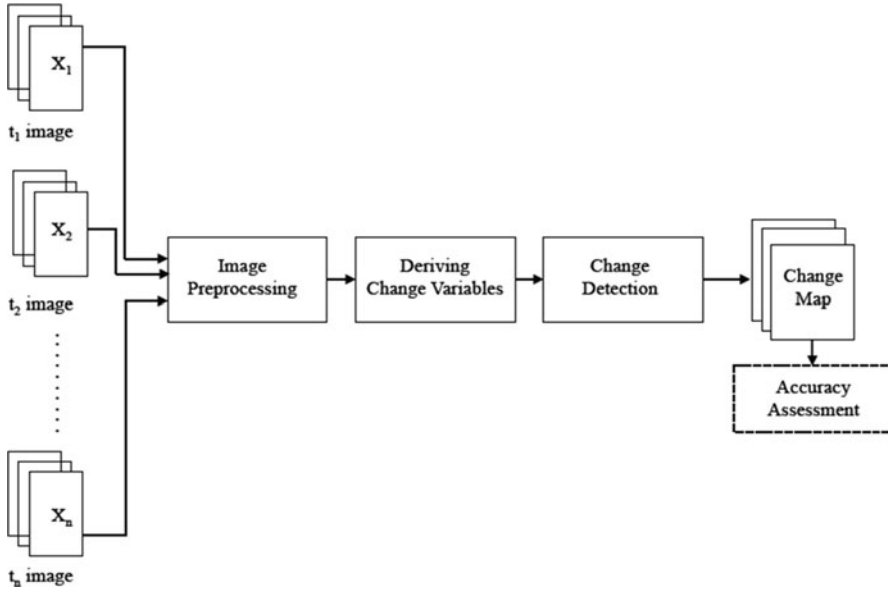 X₁
t₁ image
X₂
t₂ image
Xₙ
tₙ image
Image
Preprocessing
Deriving
Change Variables
Change
Detection
Change
Map
Accuracy
Assessment